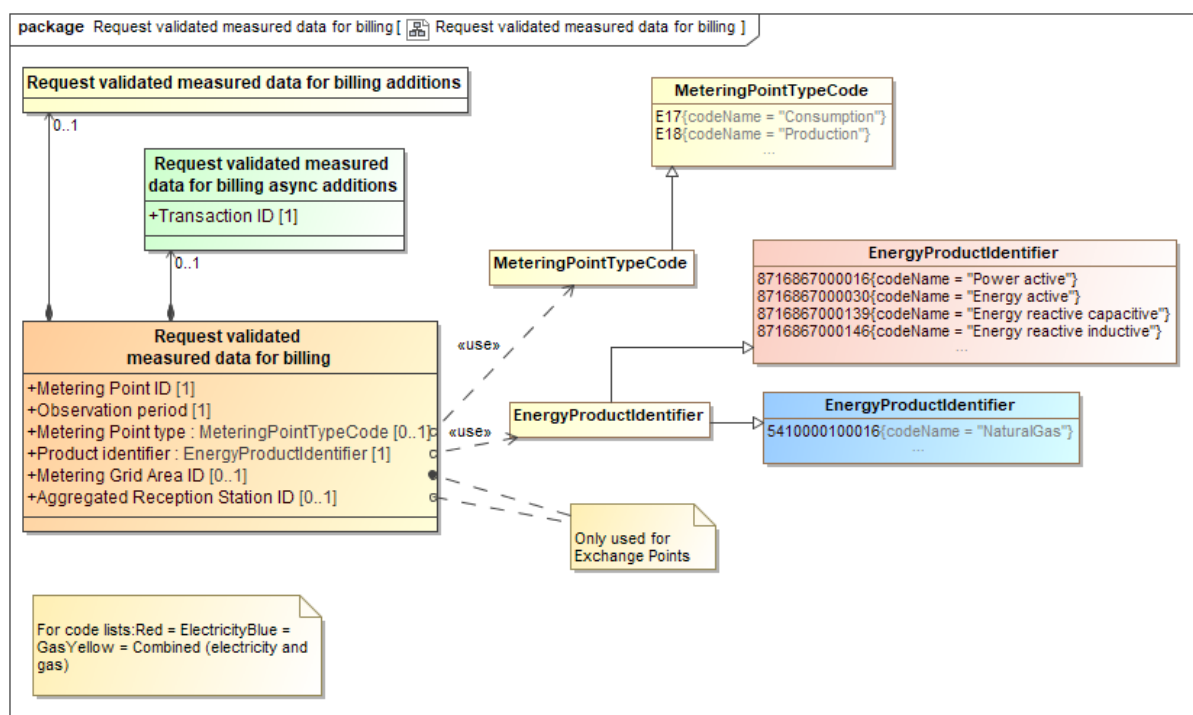 package Request validated measured data for billing [ Request validated measured data for billing ]
Request validated measured data for billing additions
0..1
Request validated measured
data for billing async additions
+Transaction ID [1]
0..1
MeteringPointTypeCode
E17{codeName = "Consumption"}
E18{codeName = "Production"}
...
MeteringPointTypeCode
EnergyProductIdentifier
8716867000016{codeName = "Power active"}
8716867000030{codeName = "Energy active"}
8716867000139{codeName = "Energy reactive capacitive"}
8716867000146{codeName = "Energy reactive inductive"}
...
Request validated
measured data for billing
+Metering Point ID [1]
+Observation period [1]
+Metering Point type : MeteringPointTypeCode [0..1]
+Product identifier : EnergyProductIdentifier [1]
+Metering Grid Area ID [0..1]
+Aggregated Reception Station ID [0..1]
«use»
«use»
EnergyProductIdentifier
EnergyProductIdentifier
5410000100016{codeName = "NaturalGas"}
...
Only used for
Exchange Points
For code lists:Red = ElectricityBlue =
GasYellow = Combined (electricity and
gas)